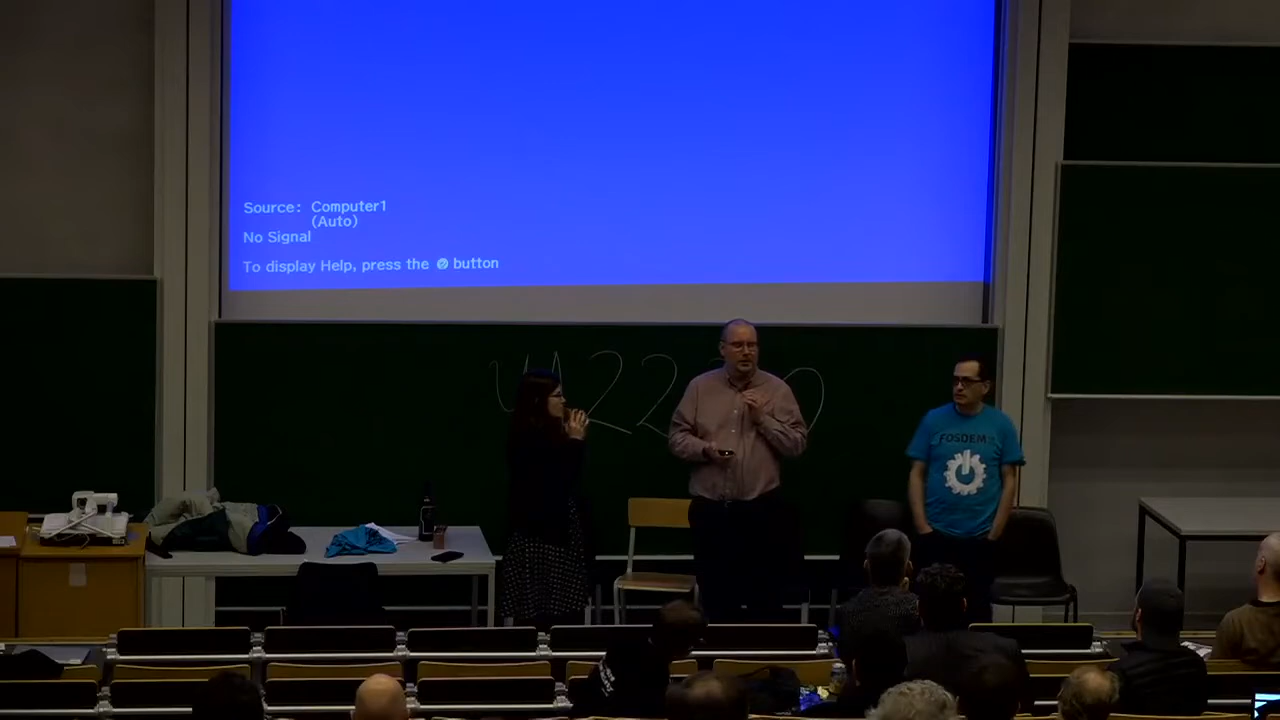 Source: Computer1
(Auto)
No Signal
To display Help, press the button
FOSDEM